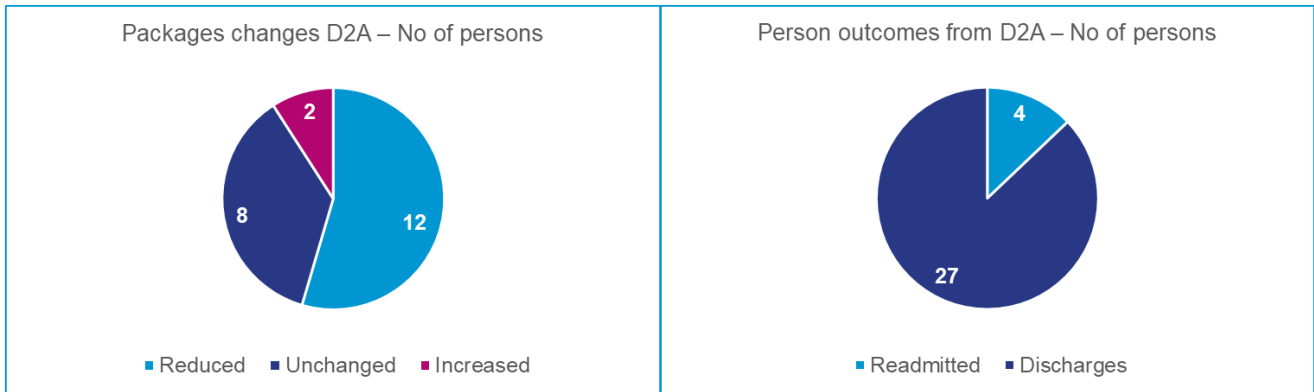 Packages changes D2A – No of persons
2
8
12
Reduced Unchanged Increased
Person outcomes from D2A – No of persons
4
27
Readmitted Discharges